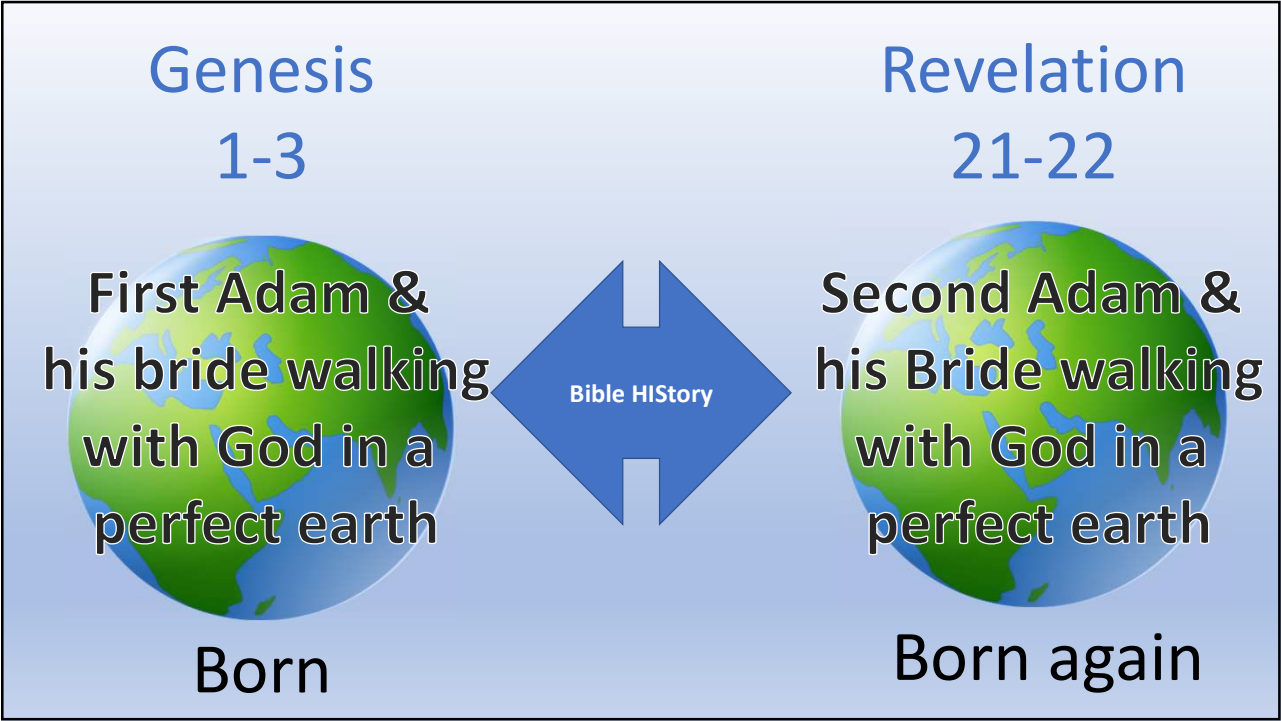 Genesis
1-3
First Adam &
his bride walking
with God in a
perfect earth
Born
Bible HIStory
Revelation
21-22
Second Adam &
his Bride walking
with God in a
perfect earth
Born again